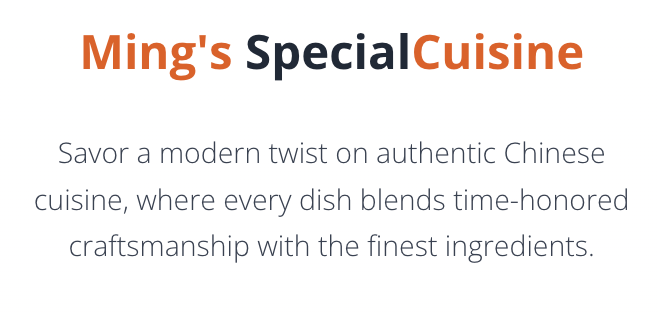 Ming's SpecialCuisine
Savor a modern twist on authentic Chinese
cuisine, where every dish blends time-honored
craftsmanship with the finest ingredients.